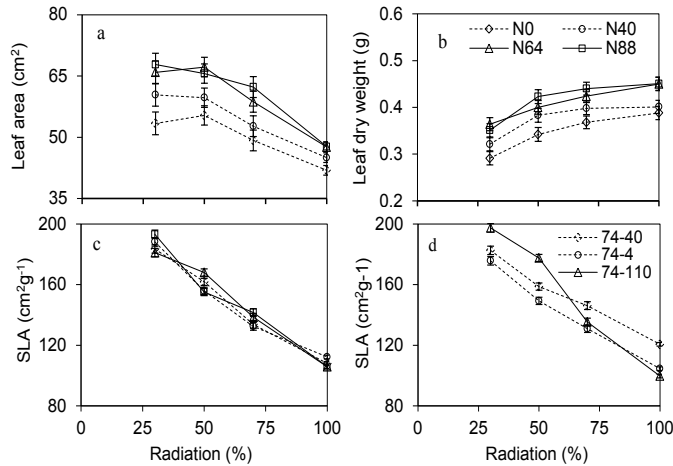 a
Leaf area (cm²)
80
65
50
35
b
N0 N40
N64 N88
Leaf dry weight (g)
0.6
0.5
0.4
0.3
0.2
c
SLA (cm²g⁻¹)
200
160
120
80
0 25 50 75 100
Radiation (%)
d
74-40
74-4
74-110
SLA (cm²g-1)
200
160
120
80
0 25 50 75 100
Radiation (%)